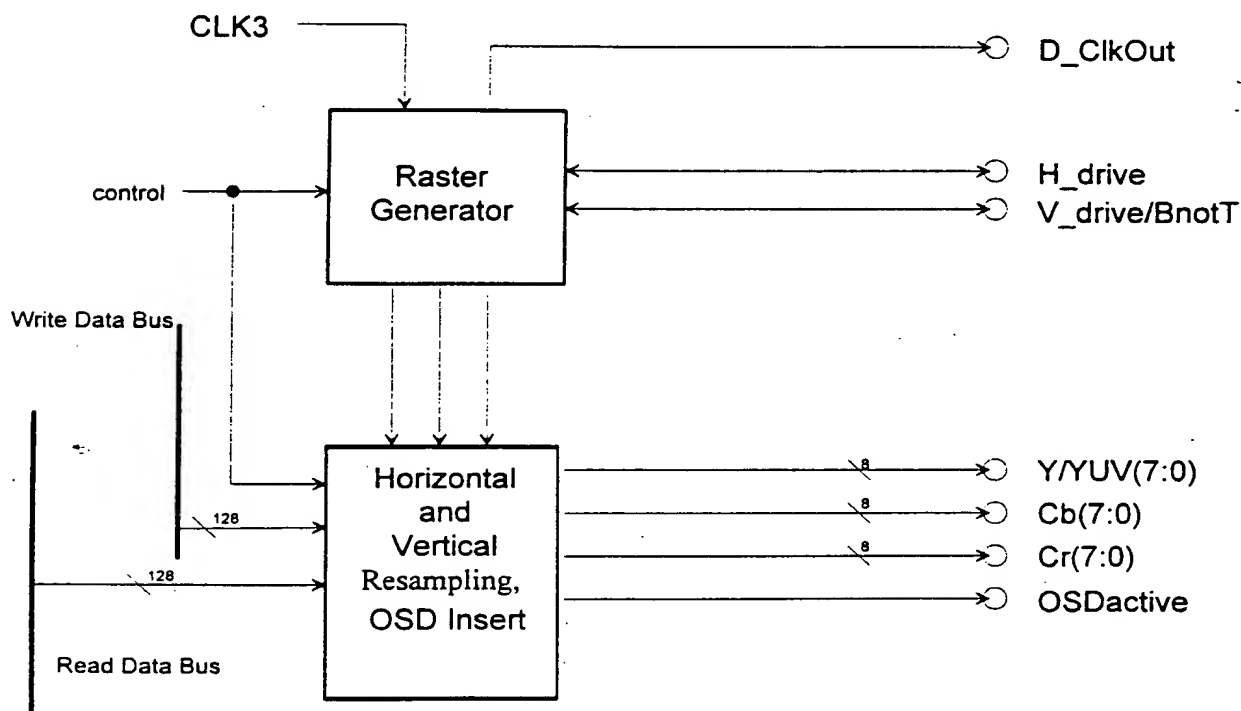 CLK3
D_ClkOut
control
Raster
Generator
H_drive
V_drive/BnotT
Write Data Bus
Horizontal
and
Vertical
Resampling,
OSD Insert
128
128
8
Y/YUV(7:0)
8
Cb(7:0)
8
Cr(7:0)
OSDactive
Read Data Bus